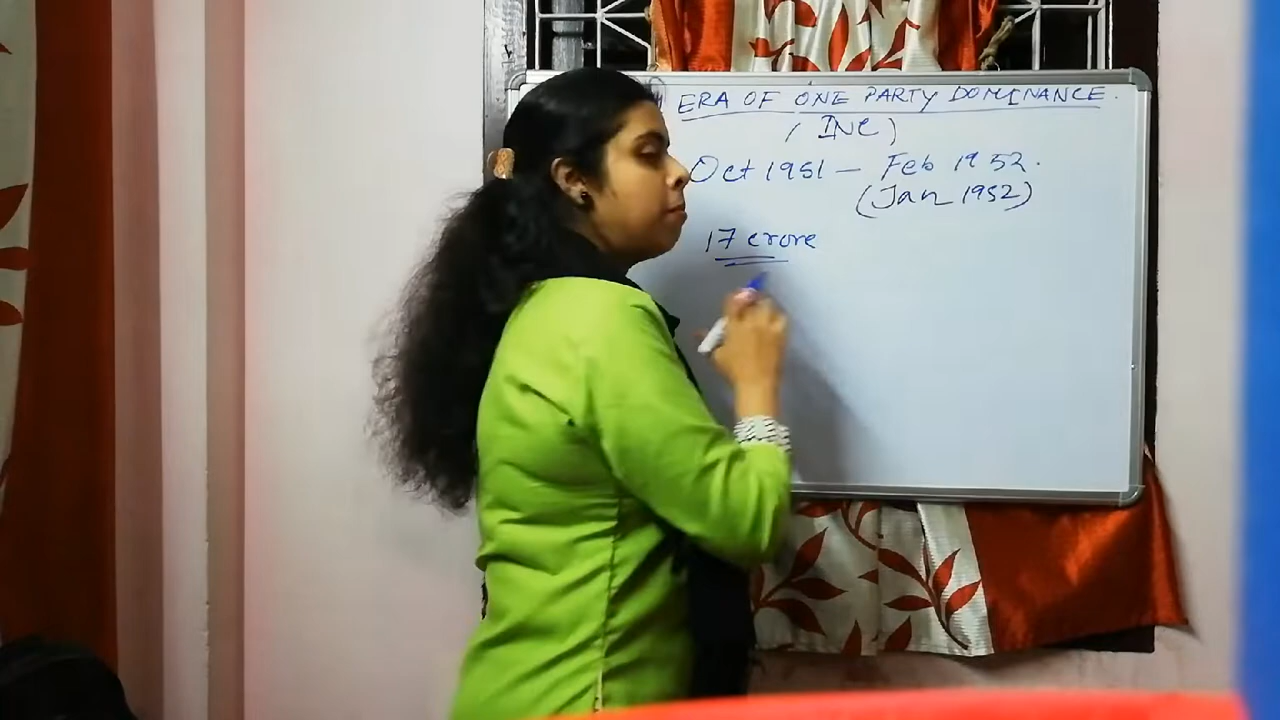 ERA OF ONE PARTY DOMINANCE.
(INC)
Oct 1951 — Feb 1952.
(Jan 1952)
17 crore